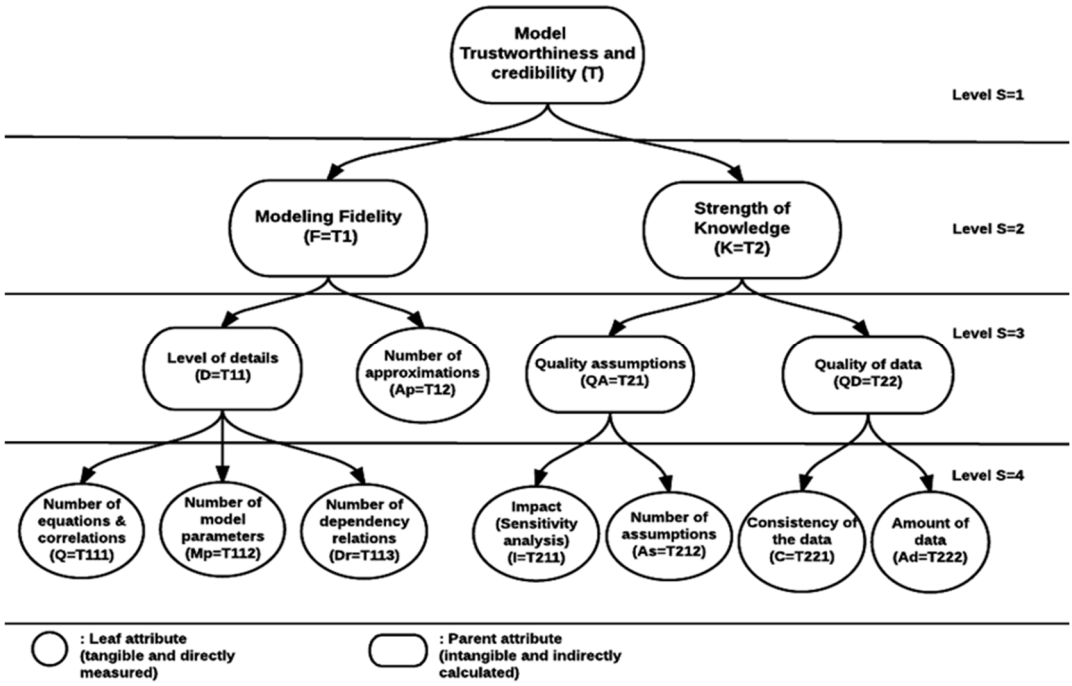 Model
Trustworthiness and
credibility (T)
Level S=1
Modeling Fidelity
(F=T1)
Strength of
Knowledge
(K=T2)
Level S=2
Level of details
(D=T11)
Number of
approximations
(Ap=T12)
Quality assumptions
(QA=T21)
Quality of data
(QD=T22)
Level S=3
Number of
equations &
correlations
(Q=T111)
Number of
model
parameters
(Mp=T112)
Number of
dependency
relations
(Dr=T113)
Impact
(Sensitivity
analysis)
(I=T211)
Number of
assumptions
(As=T212)
Consistency of
the data
(C=T221)
Amount of
data
(Ad=T222)
Level S=4
: Leaf attribute
(tangible and directly
measured)
: Parent attribute
(intangible and indirectly
calculated)